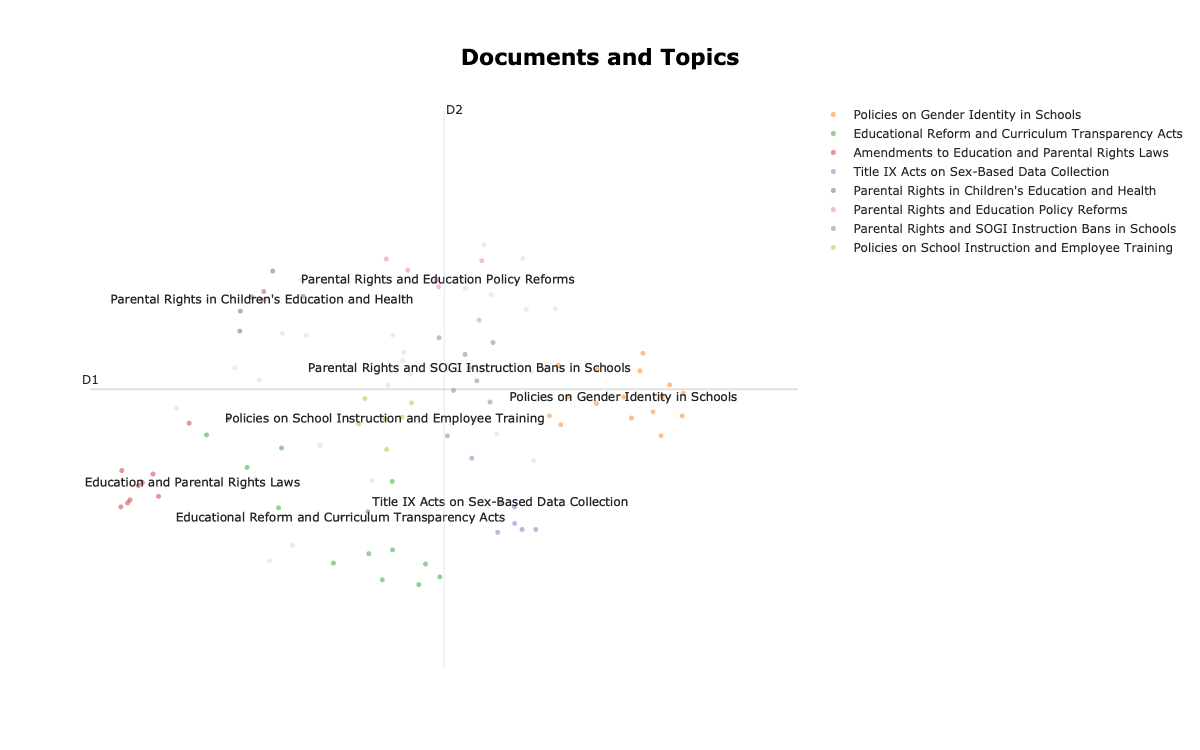 Documents and Topics
D2
Policies on Gender Identity in Schools
Educational Reform and Curriculum Transparency Acts
Amendments to Education and Parental Rights Laws
Title IX Acts on Sex-Based Data Collection
Parental Rights in Children's Education and Health
Parental Rights and Education Policy Reforms
Parental Rights and SOGI Instruction Bans in Schools
Policies on School Instruction and Employee Training
Parental Rights and Education Policy Reforms
Parental Rights in Children's Education and Health
Parental Rights and SOGI Instruction Bans in Schools
D1
Policies on Gender Identity in Schools
Policies on School Instruction and Employee Training
Education and Parental Rights Laws
Title IX Acts on Sex-Based Data Collection
Educational Reform and Curriculum Transparency Acts